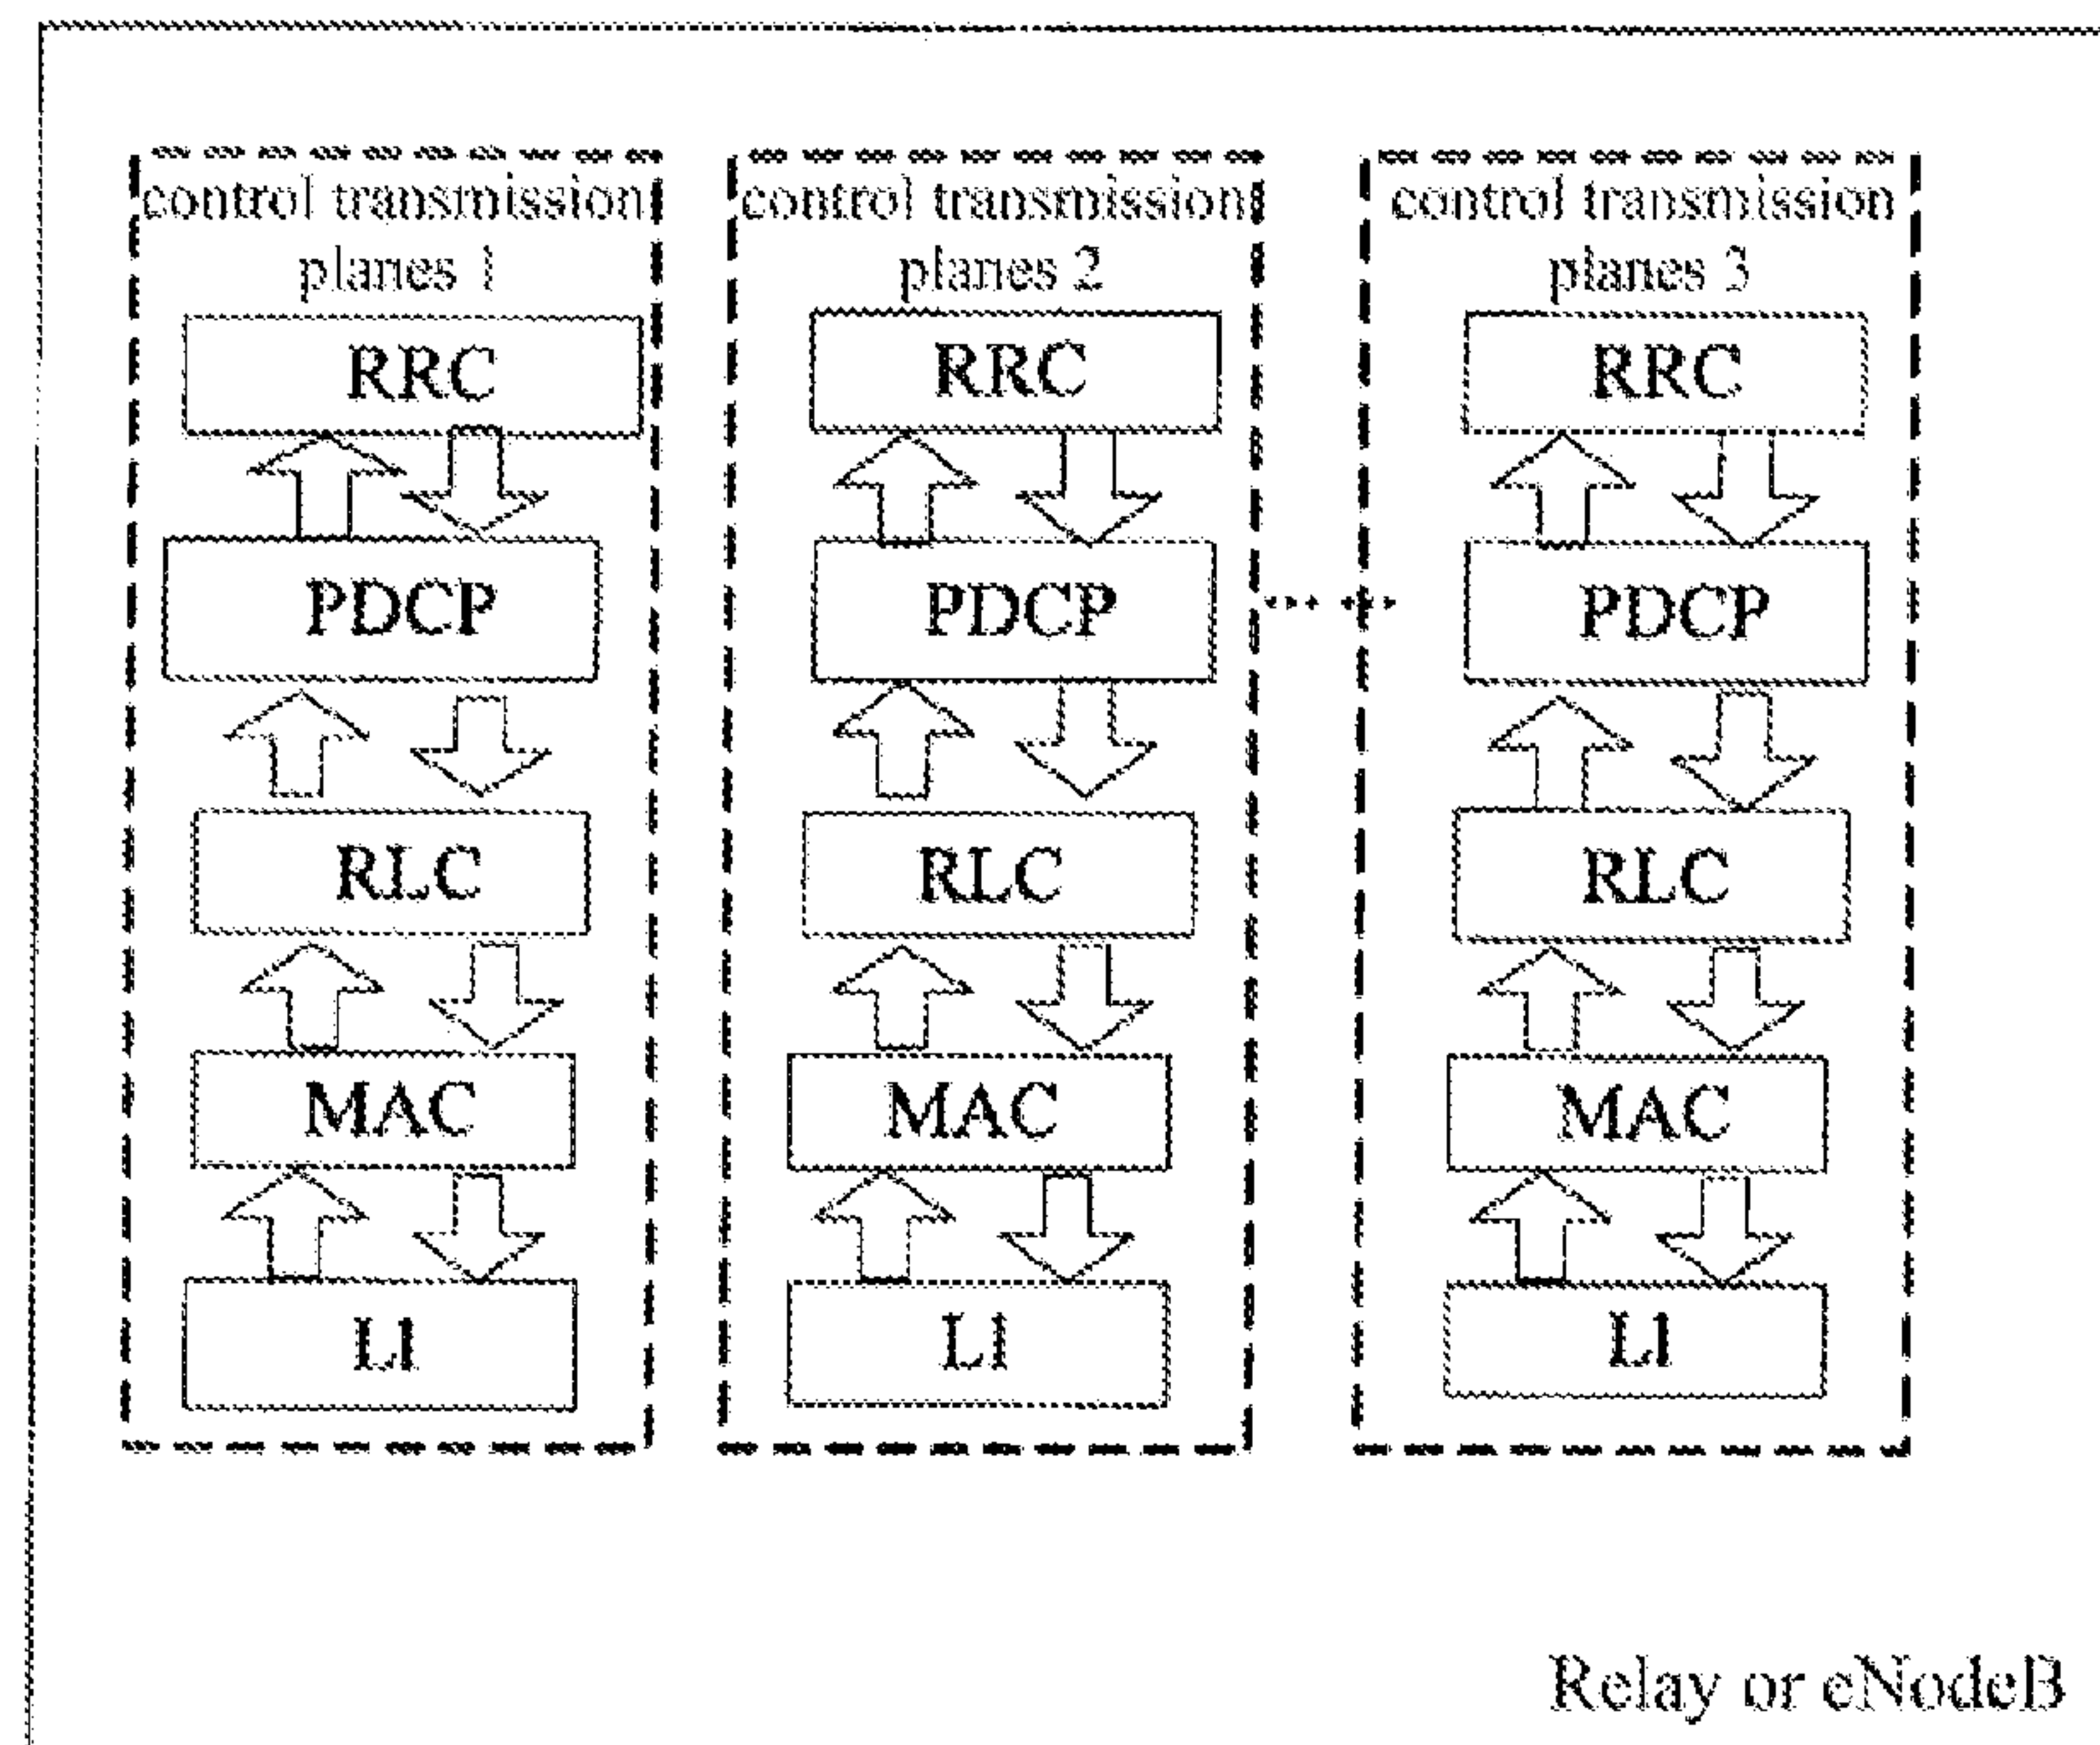 control transmission
planes 1
RRC
PDCP
RLC
MAC
L1
control transmission
planes 2
RRC
PDCP
RLC
MAC
L1
control transmission
planes 3
RRC
PDCP
RLC
MAC
L1
Relay or eNodeB